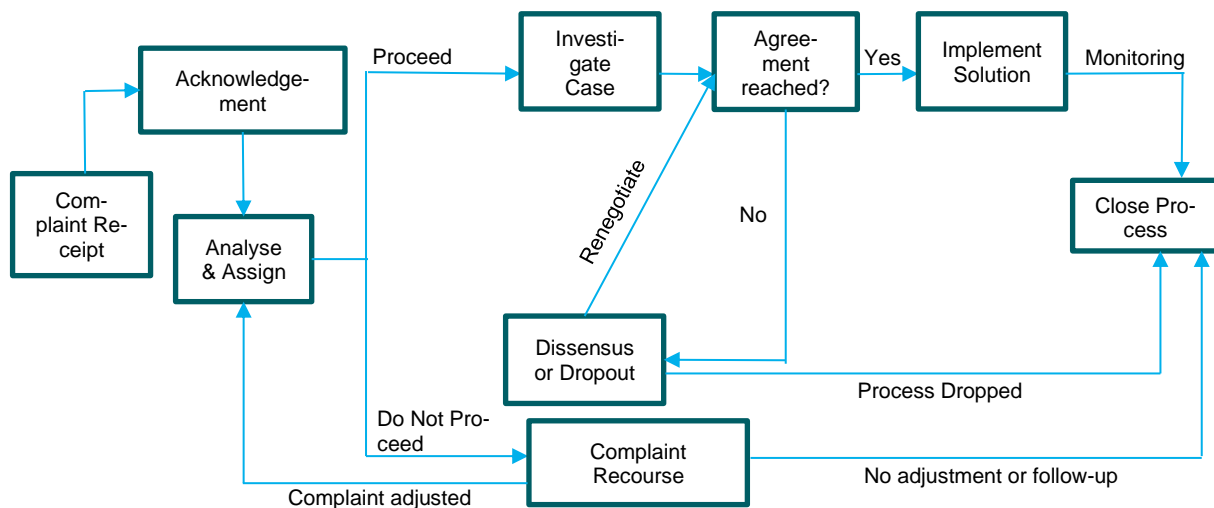 Com-
plaint Re-
ceipt
Acknowledge-
ment
Analyse
& Assign
Proceed
Investi-
gate
Case
Agree-
ment
reached?
Yes
Implement
Solution
Monitoring
Close Pro-
cess
Renegotiate
No
Dissensus
or Dropout
Process Dropped
Do Not Pro-
ceed
Complaint
Recourse
Complaint adjusted
No adjustment or follow-up